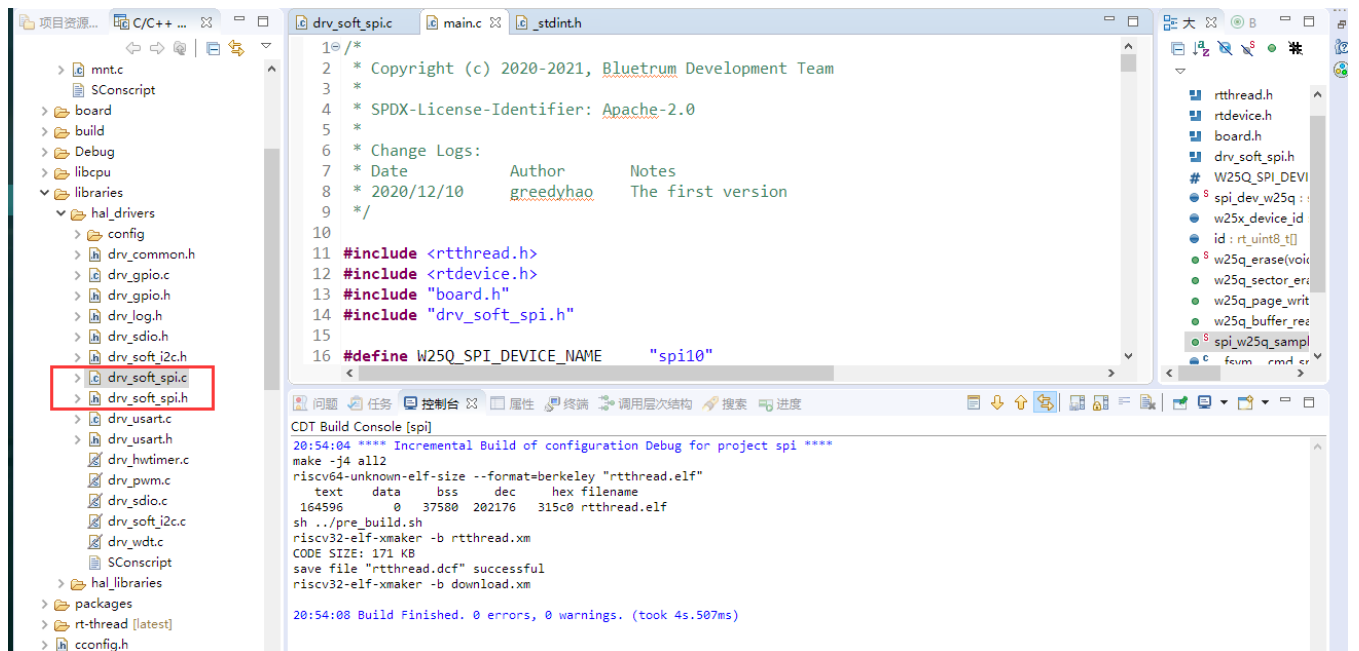 项目资源...
C/C++ ...
mnt.c
SConscript
board
build
Debug
libcpu
libraries
hal_drivers
config
drv_common.h
drv_gpio.c
drv_gpio.h
drv_log.h
drv_sdio.h
drv_soft_i2c.h
drv_soft_spi.c
drv_soft_spi.h
drv_usart.c
drv_usart.h
drv_hwtimer.c
drv_pwm.c
drv_sdio.c
drv_soft_i2c.c
drv_wdt.c
SConscript
hal_libraries
packages
rt-thread [latest]
cconfig.h
drv_soft_spi.c
main.c
_stdint.h
1 /*
2 * Copyright (c) 2020-2021, Bluetrum Development Team
3 *
4 * SPDX-License-Identifier: Apache-2.0
5 *
6 * Change Logs:
7 * Date Author Notes
8 * 2020/12/10 greedyhao The first version
9 */
10
11 #include <rtthread.h>
12 #include <rtdevice.h>
13 #include "board.h"
14 #include "drv_soft_spi.h"
15
16 #define W25Q_SPI_DEVICE_NAME "spi10"
问题 任务 控制台 属性 终端 调用层次结构 搜索 进度
CDT Build Console [spi]
20:54:04 **** Incremental Build of configuration Debug for project spi ****
make -j4 all2
riscv64-unknown-elf-size --format=berkeley "rtthread.elf"
text data bss dec hex filename
164596 0 37580 202176 315c0 rtthread.elf
sh ../pre_build.sh
riscv32-elf-xmaker -b rtthread.xm
CODE SIZE: 171 KB
save file "rtthread.dcf" successful
riscv32-elf-xmaker -b download.xm
20:54:08 Build Finished. 0 errors, 0 warnings. (took 4s.507ms)
大
B
rtthread.h
rtdevice.h
board.h
drv_soft_spi.h
W25Q_SPI_DEVI
spi_dev_w25q :
w25x_device_id
id : rt_uint8_t[]
w25q_erase(voi
w25q_sector_era
w25q_page_writ
w25q_buffer_rea
spi_w25q_sampl